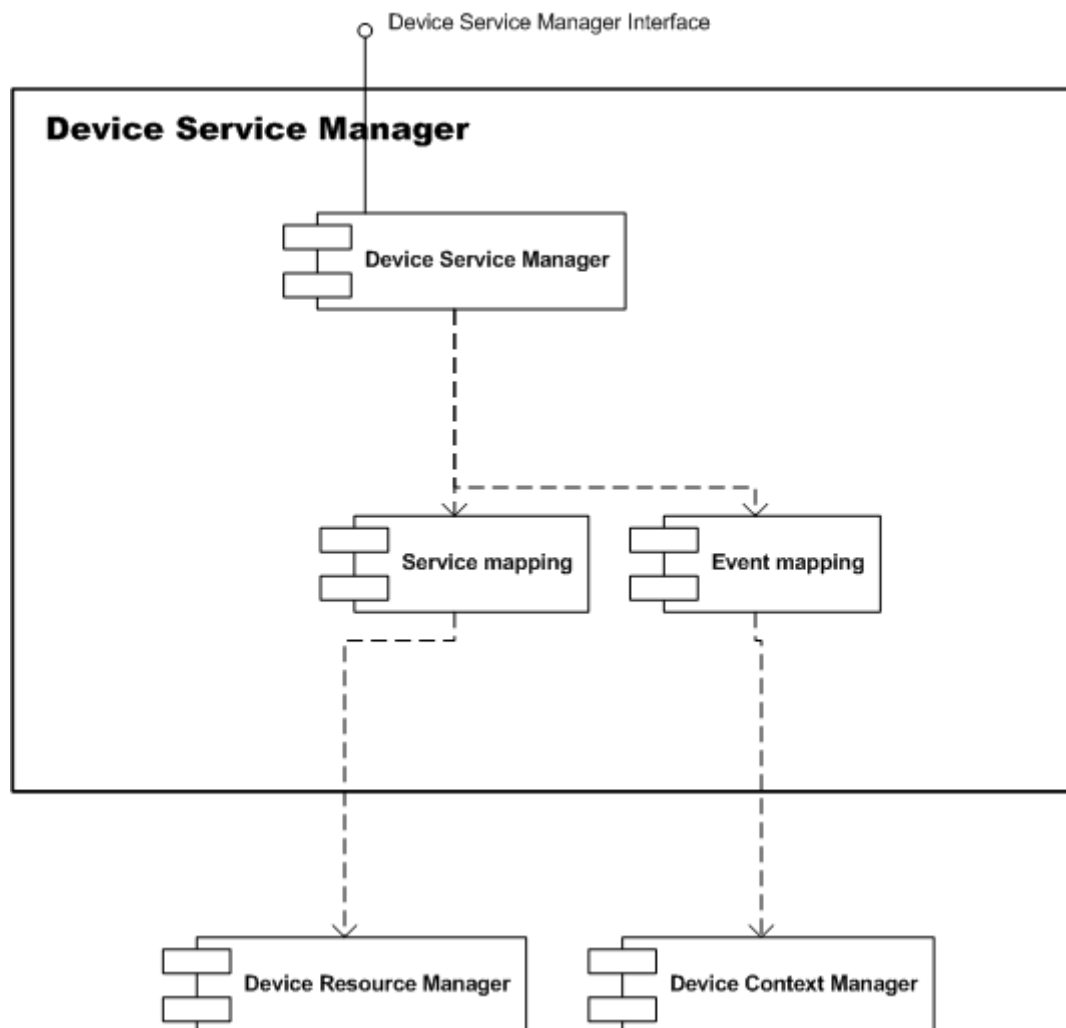 Device Service Manager Interface
Device Service Manager
Device Service Manager
Service mapping
Event mapping
Device Resource Manager
Device Context Manager